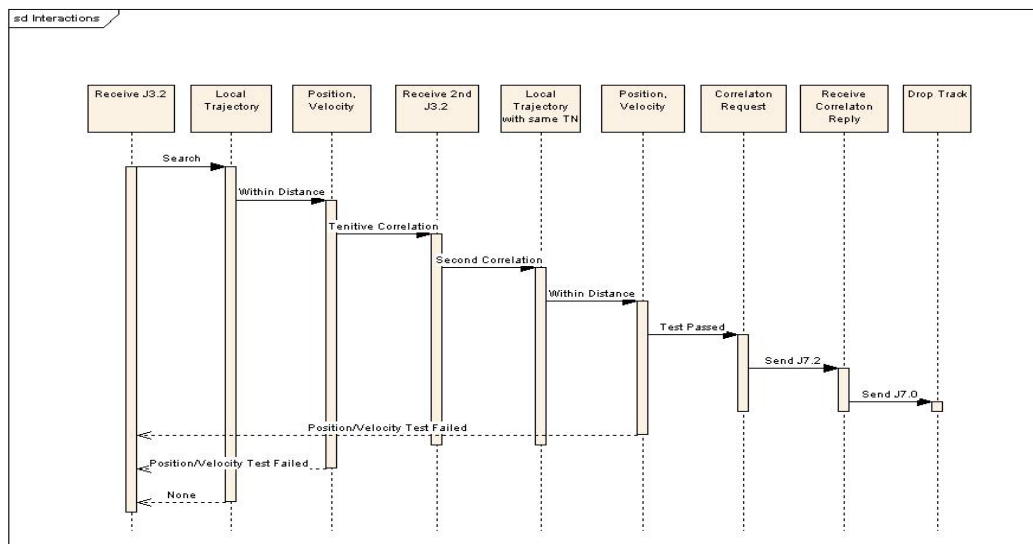 sd Interactions
Receive J3.2
Local
Trajectory
Position,
Velocity
Receive 2nd
J3.2
Local
Trajectory
with same TN
Position,
Velocity
Correlaton
Request
Receive
Correlaton
Reply
Drop Track
Search
Within Distance
Tenitive Correlation
Second Correlation
Within Distance
Test Passed
Send J7.2
Send J7.0
Position/Velocity Test Failed
Position/Velocity Test Failed
None